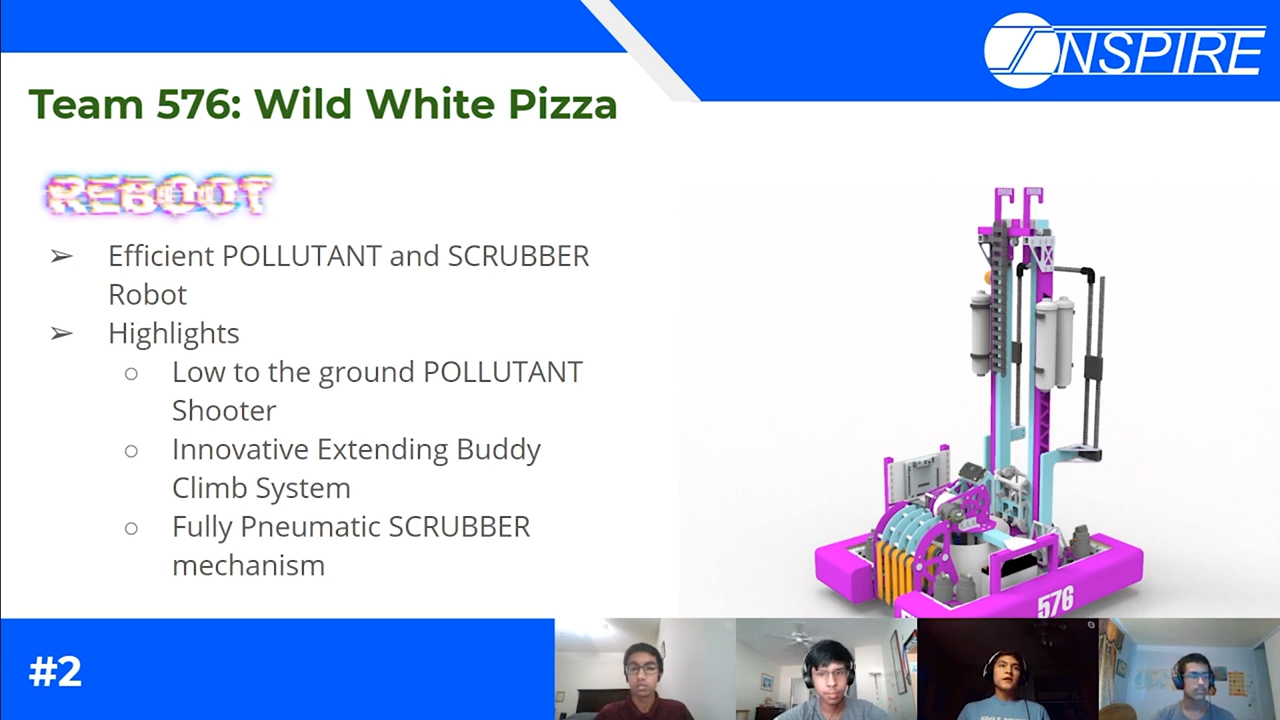 INSPIRE
Team 576: Wild White Pizza
REBOOT
➢ Efficient POLLUTANT and SCRUBBER
Robot
➢ Highlights
○ Low to the ground POLLUTANT
Shooter
○ Innovative Extending Buddy
Climb System
○ Fully Pneumatic SCRUBBER
mechanism
576
#2